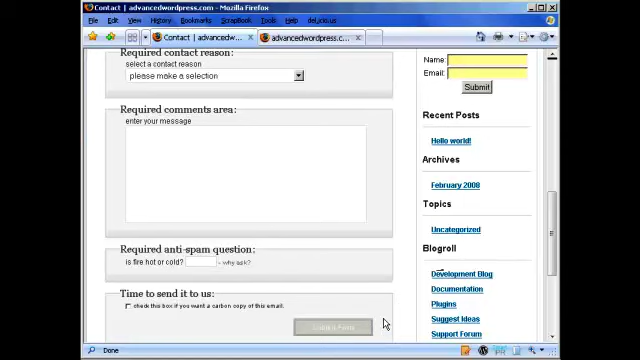 Contact | advancedwordpress.com - Mozilla Firefox
File Edit View History Bookmarks ScrapBook Tools Help del.icio.us
Contact | advancedw... advancedwordpress.c...
Required contact reason:
select a contact reason
please make a selection
Required comments area:
enter your message
Required anti-spam question:
is fire hot or cold? - why ask?
Time to send it to us:
check this box if you want a carbon copy of this email.
Name:
Email:
Submit
Recent Posts
Hello world!
Archives
February 2008
Topics
Uncategorized
Blogroll
Development Blog
Documentation
Plugins
Suggest Ideas
Support Forum
Done